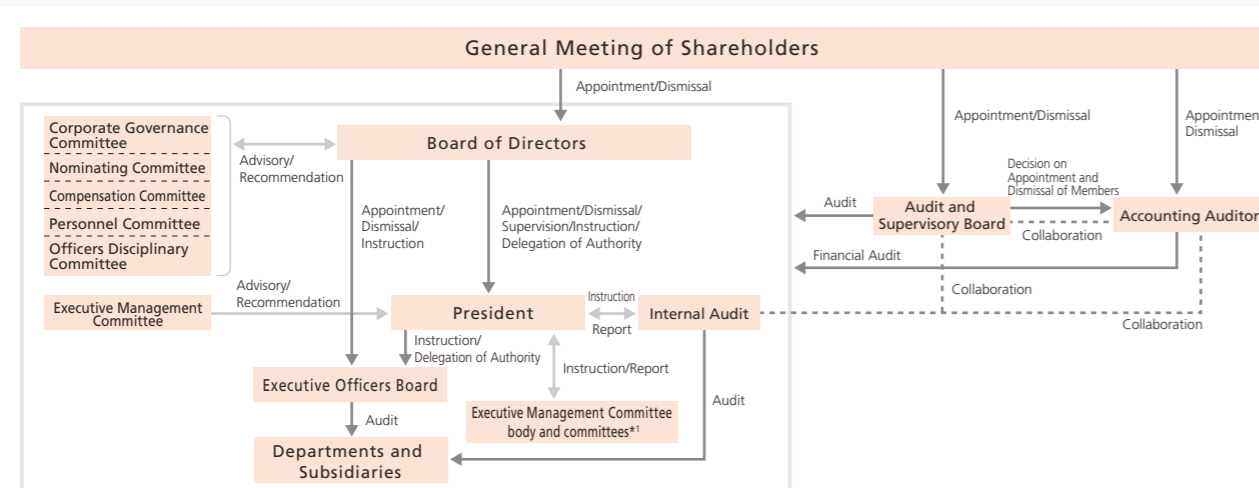 General Meeting of Shareholders
Appointment/Dismissal
Appointment/Dismissal
Dismissal
Corporate Governance
Committee
Nominating Committee
Compensation Committee
Personnel Committee
Officers Disciplinary
Committee
Advisory/
Recommendation
Board of Directors
Appointment/
Dismissal/
Instruction
Appointment/Dismissal/
Supervision/Instruction/
Delegation of Authority
Audit
Audit and
Supervisory Board
Decision on
Appointment and
Dismissal of Members
Accounting Auditor
Collaboration
Financial Audit
Collaboration
Collaboration
Executive Management
Committee
Advisory/
Recommendation
President
Instruction
Report
Internal Audit
Instruction/
Delegation of Authority
Instruction/Report
Executive Officers Board
Audit
Executive Management Committee
body and committees*1
Audit
Departments and
Subsidiaries